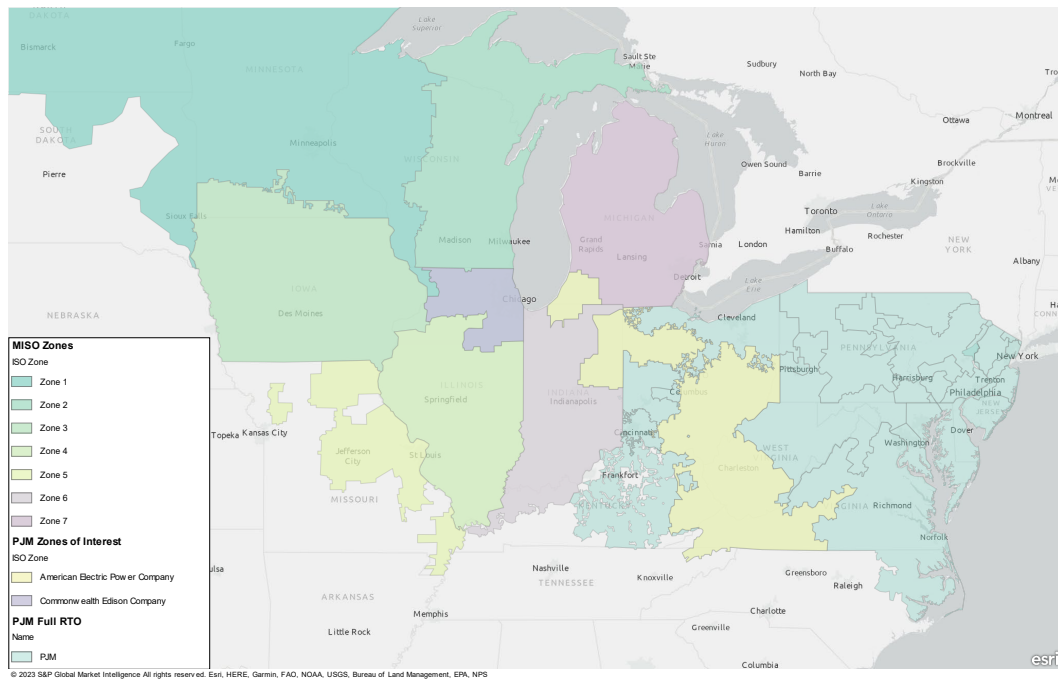 NORTH
DAKOTA
Bismarck
Fargo
MINNESOTA
Lake
Superior
Sault Ste
Marie
Sudbury
North Bay
Ottawa
Montreal
SOUTH
DAKOTA
Pierre
Minneapolis
WISCONSIN
Lake
Huron
Owen Sound
Barrie
Brockville
Kingston
Sioux Falls
Madison
Milwaukee
MICHIGAN
Grand
Rapids
Lansing
Sarnia
London
Toronto
Hamilton
Lake
Ontario
Rochester
Buffalo
NEW
YORK
Albany
Detroit
Lake
Erie
IOWA
Des Moines
Chicago
Cleveland
NEBRASKA
PENNSYLVANIA
New York
Pittsburgh
Harrisburg
Trenton
Philadelphia
NEW
JERSEY
ILLINOIS
Springfield
INDIANA
Indianapolis
Columbus
Topeka
Kansas City
Jefferson
City
St Louis
MISSOURI
Cincinnati
Frankfort
KENTUCKY
WEST
VIRGINIA
Charleston
Washington
Dover
VIRGINIA
Richmond
Norfolk
Nashville
TENNESSEE
Knoxville
Greensboro
Raleigh
ARKANSAS
Memphis
Charlotte
Little Rock
Greenville
Columbia
esri
MISO Zones
ISO Zone
Zone 1
Zone 2
Zone 3
Zone 4
Zone 5
Zone 6
Zone 7
PJM Zones of Interest
ISO Zone
American Electric Power Company
Commonwealth Edison Company
PJM Full RTO
Name
PJM
© 2023 S&P Global Market Intelligence All rights reserved. Esri, HERE, Garmin, FAO, NOAA, USGS, Bureau of Land Management, EPA, NPS